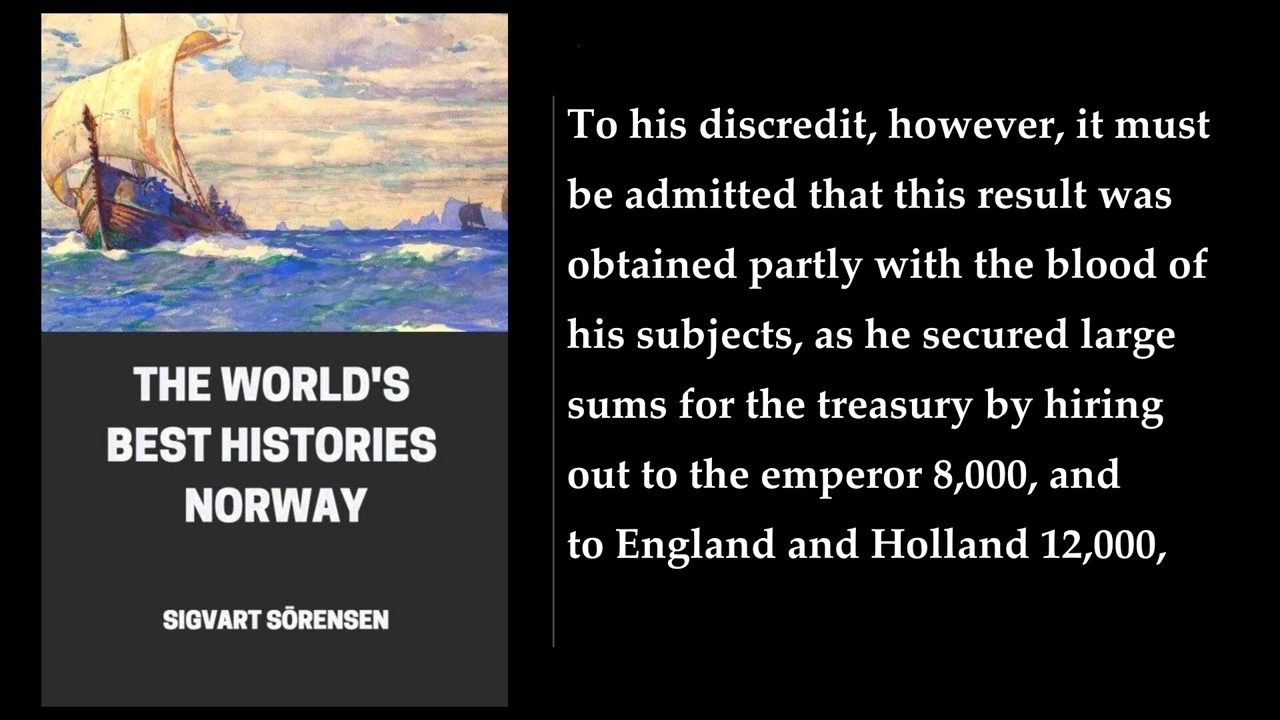 THE WORLD'S
BEST HISTORIES
NORWAY
SIGVART SÖRENSEN
To his discredit, however, it must
be admitted that this result was
obtained partly with the blood of
his subjects, as he secured large
sums for the treasury by hiring
out to the emperor 8,000, and
to England and Holland 12,000,